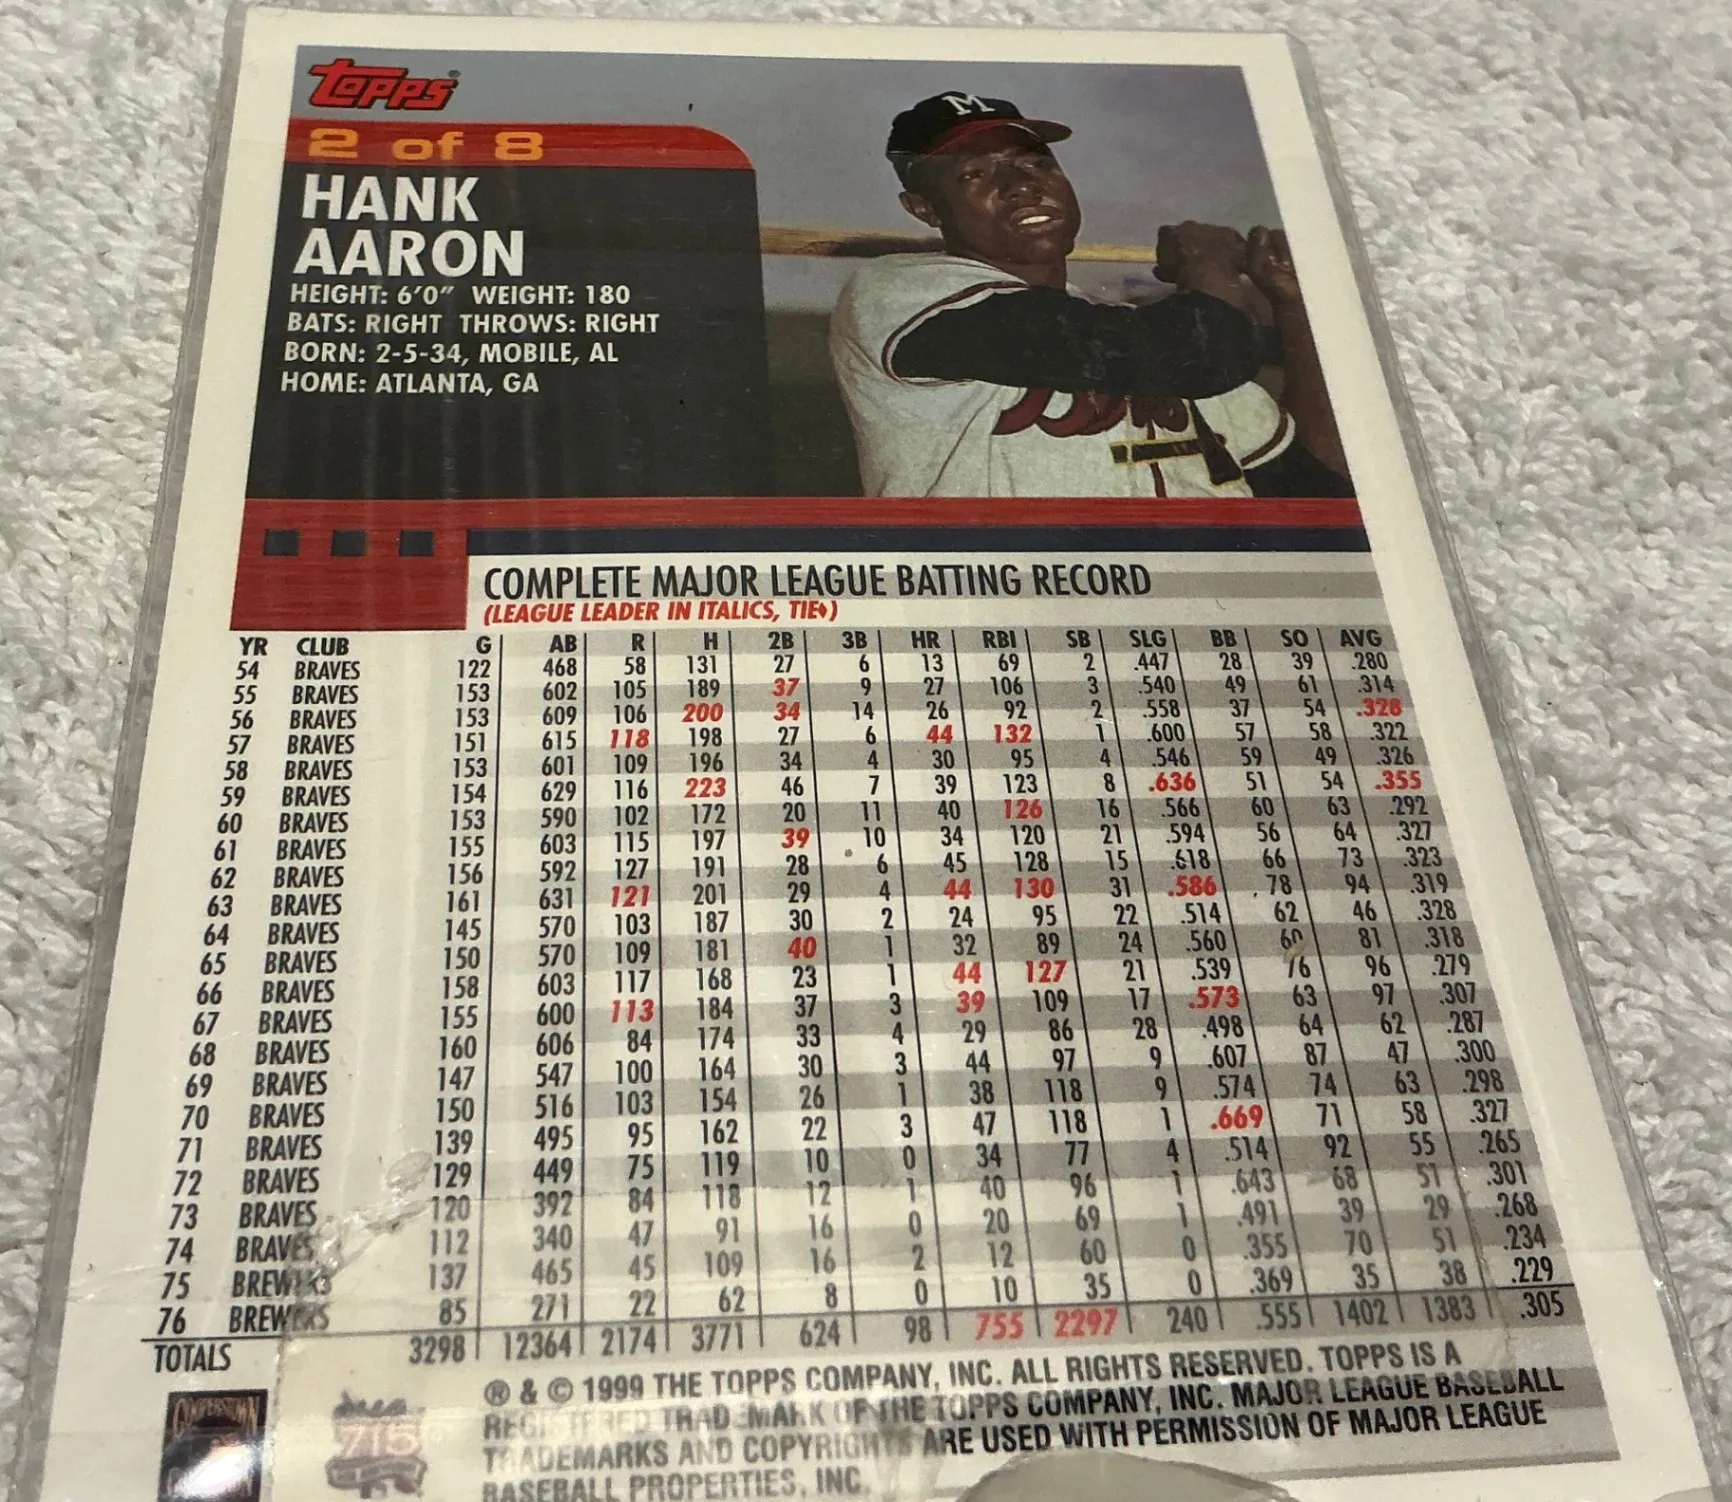 Topps
2 of 8
HANK
AARON
HEIGHT: 6'0" WEIGHT: 180
BATS: RIGHT THROWS: RIGHT
BORN: 2-5-34, MOBILE, AL
HOME: ATLANTA, GA
M
COMPLETE MAJOR LEAGUE BATTING RECORD
(LEAGUE LEADER IN ITALICS, TIE♦)
YR CLUB G AB R H 2B 3B HR RBI SB SLG BB SO AVG
54 BRAVES 122 468 58 131 27 6 13 69 2 .447 28 39 .280
55 BRAVES 153 602 105 189 37 9 27 106 3 .540 49 61 .314
56 BRAVES 153 609 106 200 34 14 26 92 2 .558 37 54 .328
57 BRAVES 151 615 118 198 27 6 44 132 1 .600 57 58 .322
58 BRAVES 153 601 109 196 34 4 30 95 4 .546 59 49 .326
59 BRAVES 154 629 116 223 46 7 39 123 8 .636 51 54 .355
60 BRAVES 153 590 102 172 20 11 40 126 16 .566 60 63 .292
61 BRAVES 155 603 115 197 39 10 34 120 21 .594 56 64 .327
62 BRAVES 156 592 127 191 28 6 45 128 15 .618 66 73 .323
63 BRAVES 161 631 121 201 29 4 44 130 31 .586 78 94 .319
64 BRAVES 145 570 103 187 30 2 24 95 22 .514 62 46 .328
65 BRAVES 150 570 109 181 40 1 32 89 24 .560 60 81 .318
66 BRAVES 158 603 117 168 23 1 44 127 21 .539 76 96 .279
67 BRAVES 155 600 113 184 37 3 39 109 17 .573 63 97 .307
68 BRAVES 160 606 84 174 33 4 29 86 28 .498 64 62 .287
69 BRAVES 147 547 100 164 30 3 44 97 9 .607 87 47 .300
70 BRAVES 150 516 103 154 26 1 38 118 9 .574 74 63 .298
71 BRAVES 139 495 95 162 22 3 47 118 1 .669 71 58 .327
72 BRAVES 129 449 75 119 10 0 34 77 4 .514 92 55 .265
73 BRAVES 120 392 84 118 12 1 40 96 1 .643 68 51 .301
74 BRAVES 112 340 47 91 16 0 20 69 1 .491 39 29 .268
75 BREWERS 137 465 45 109 16 2 12 60 0 .355 70 51 .234
76 BREWERS 85 271 22 62 8 0 10 35 0 .369 35 38 .229
TOTALS 3298 12364 2174 3771 624 98 755 2297 240 .555 1402 1383 .305
® & © 1999 THE TOPPS COMPANY, INC. ALL RIGHTS RESERVED. TOPPS IS A
REGISTERED TRADEMARK OF THE TOPPS COMPANY, INC. MAJOR LEAGUE BASEBALL
TRADEMARKS AND COPYRIGHTS ARE USED WITH PERMISSION OF MAJOR LEAGUE
BASEBALL PROPERTIES, INC.
COOPERSTOWN
715